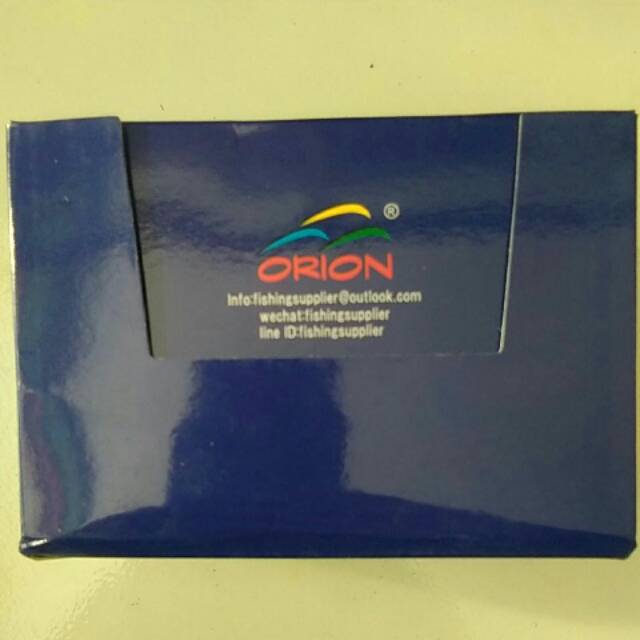 ®
ORION
Info:fishingsupplier@outlook.com
wechat:fishingsupplier
line ID:fishingsupplier